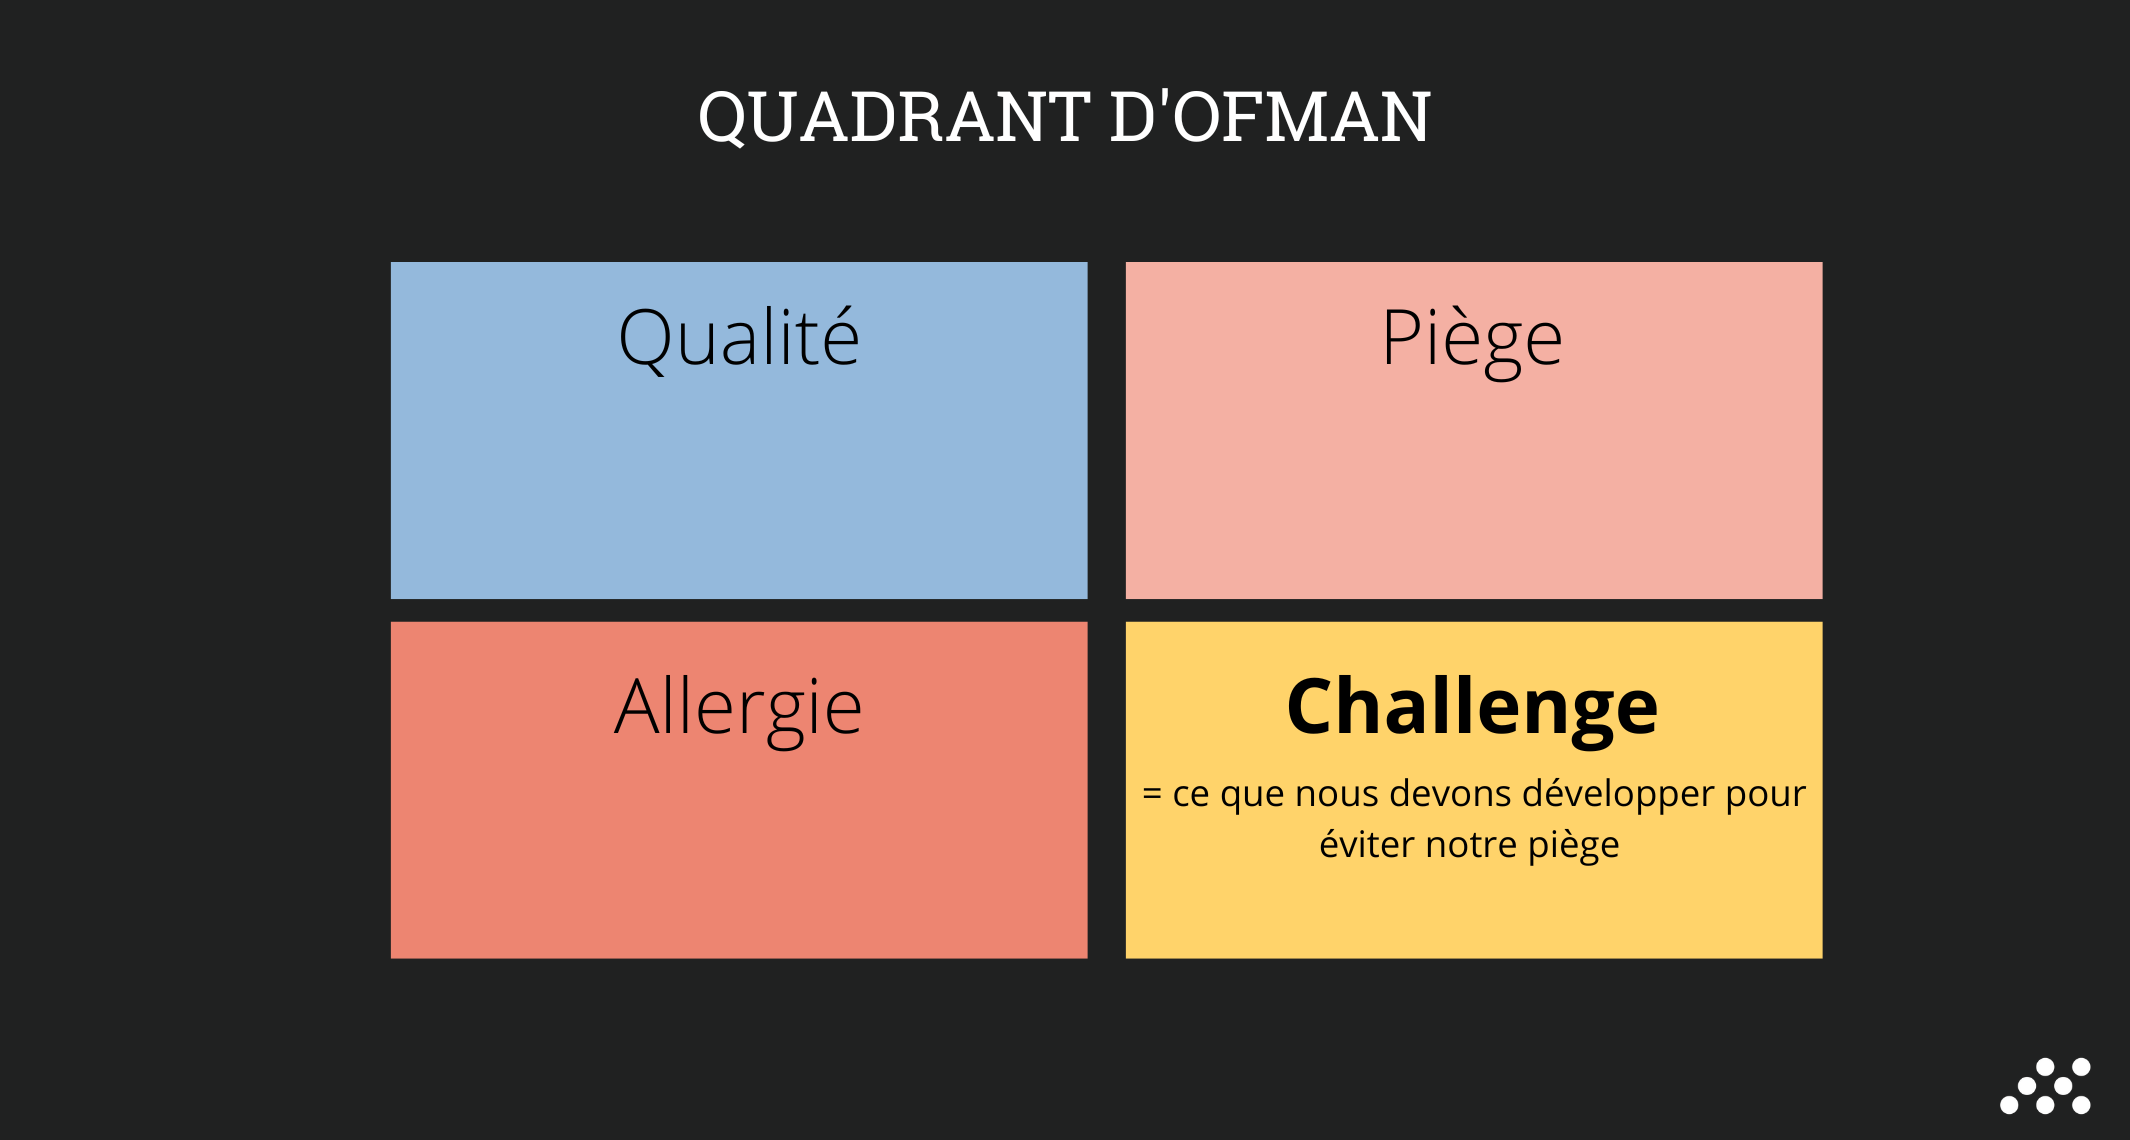 QUADRANT D'OFMAN
Qualité
Piège
Allergie
Challenge
= ce que nous devons développer pour
éviter notre piège